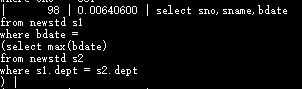 |       98 | 0.00640600 | select sno,sname,bdate
from newstd s1
where bdate =
(select max(bdate)
from newstd s2
where s1.dept = s2.dept
) |